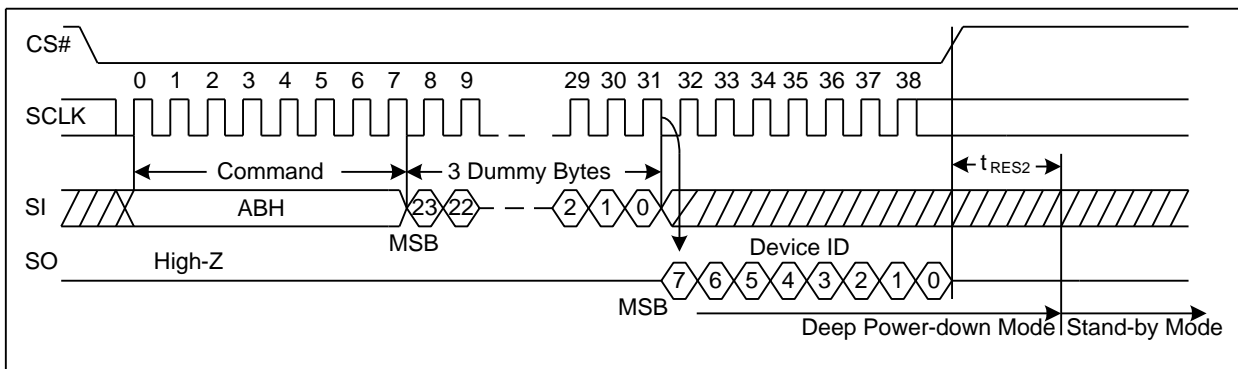 CS#
0 1 2 3 4 5 6 7 8 9 29 30 31 32 33 34 35 36 37 38
SCLK
Command 3 Dummy Bytes tRES2
SI ABH 23 22 2 1 0
MSB
SO High-Z Device ID
7 6 5 4 3 2 1 0
MSB
Deep Power-down Mode Stand-by Mode